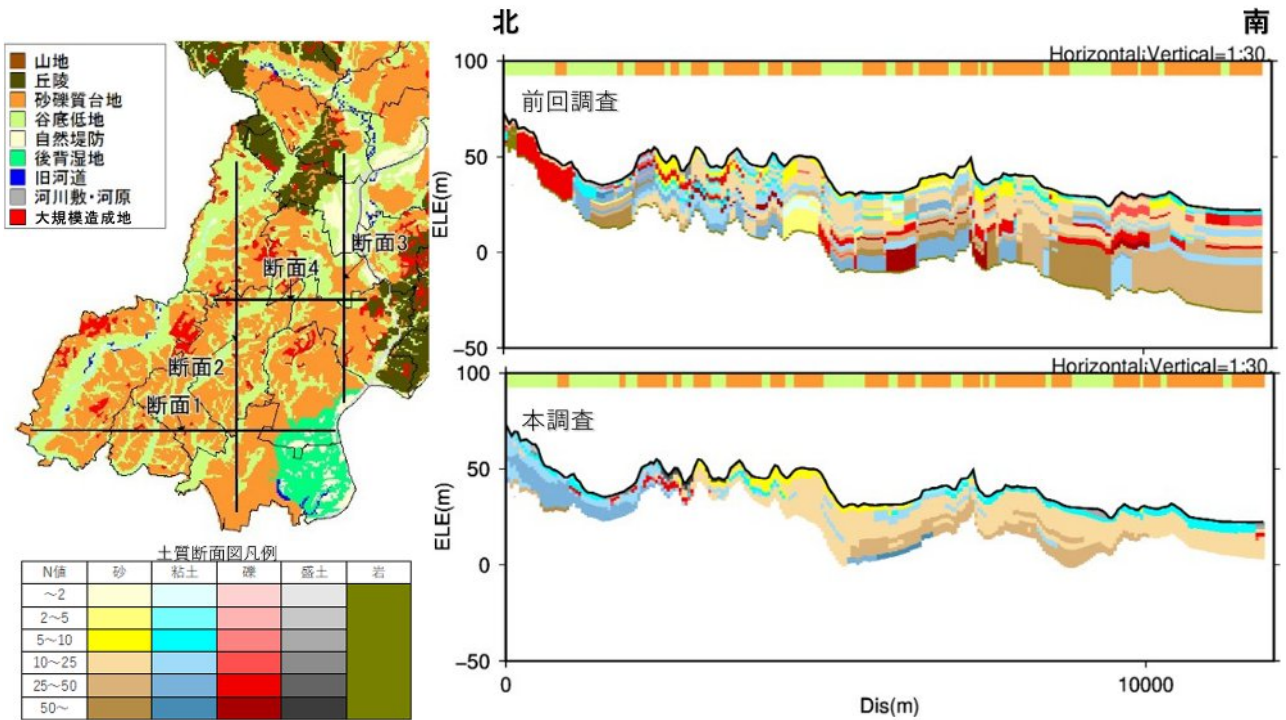 北
南
山地
丘陵
砂礫質台地
谷底低地
自然堤防
後背湿地
旧河道
河川敷・河原
大規模造成地
断面3
断面4
断面2
断面1
土質断面図凡例
N値 砂 粘土 礫 盛土 岩
~2
2~5
5~10
10~25
25~50
50~
Horizontal:Vertical=1:30.
前回調査
ELE(m)
100
50
0
−50
Horizontal:Vertical=1:30.
本調査
ELE(m)
100
50
0
−50
0
10000
Dis(m)